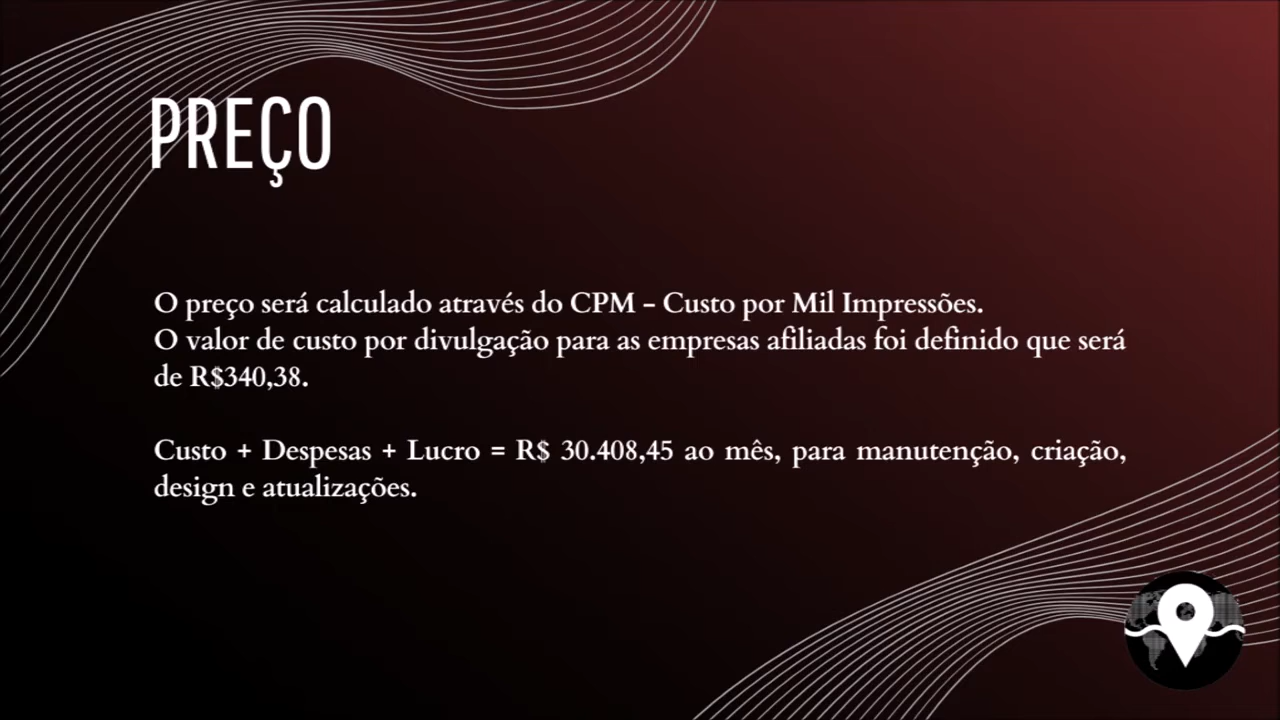 PREÇO
O preço será calculado através do CPM – Custo por Mil Impressões.
O valor de custo por divulgação para as empresas afiliadas foi definido que será
de R$340,38.
Custo + Despesas + Lucro = R$ 30.408,45 ao mês, para manutenção, criação,
design e atualizações.